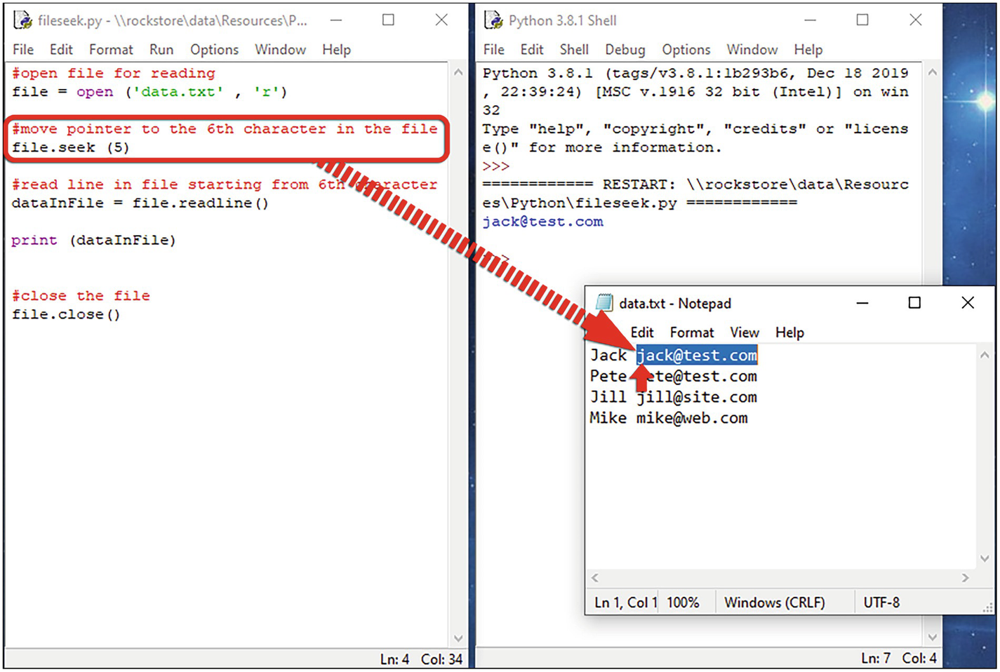 fileseek.py - \\rockstore\data\Resources\P...
File Edit Format Run Options Window Help
#open file for reading
file = open ('data.txt' , 'r')
#move pointer to the 6th character in the file
file.seek (5)
#read line in file starting from 6th character
dataInFile = file.readline()
print (dataInFile)
#close the file
file.close()
Ln: 4 Col: 34
Python 3.8.1 Shell
File Edit Shell Debug Options Window Help
Python 3.8.1 (tags/v3.8.1:1b293b6, Dec 18 2019
, 22:39:24) [MSC v.1916 32 bit (Intel)] on win
32
Type "help", "copyright", "credits" or "licens
e()" for more information.
>>>
============ RESTART: \\rockstore\data\Resourc
es\Python\fileseek.py ============
jack@test.com
data.txt - Notepad
Edit Format View Help
Jack jack@test.com
Pete ete@test.com
Jill jill@site.com
Mike mike@web.com
Ln 1, Col 1 100% Windows (CRLF) UTF-8
Ln: 7 Col: 4